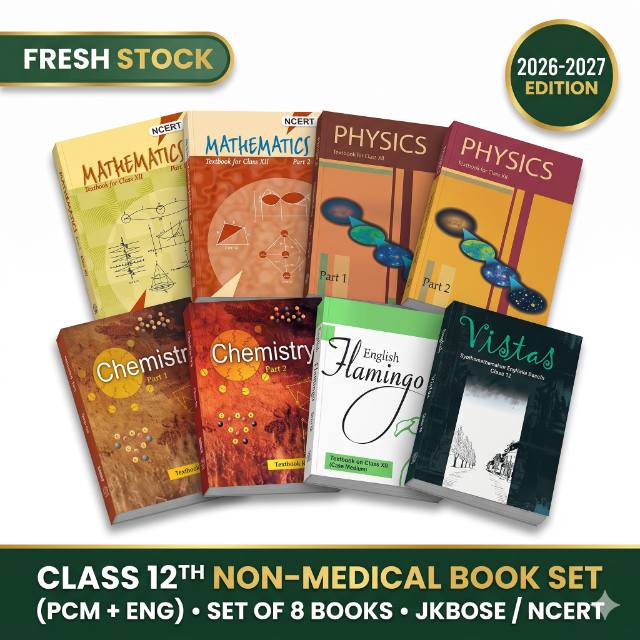 FRESH STOCK
2026-2027
EDITION
NCERT
MATHEMATICS
Textbook for Class XII
NCERT
MATHEMATICS
Textbook for Class XII
Part 2
PHYSICS
Textbook for Class XII
Part 1
PHYSICS
Textbook for Class XII
Part 2
Chemistr
Part 1
Textbook
Chemistry
Part 2
Textbook
English
Flamingo
Textbook on Class XII
Vistas
Class 12
CLASS 12TH NON-MEDICAL BOOK SET
(PCM + ENG) • SET OF 8 BOOKS • JKBOSE / NCERT